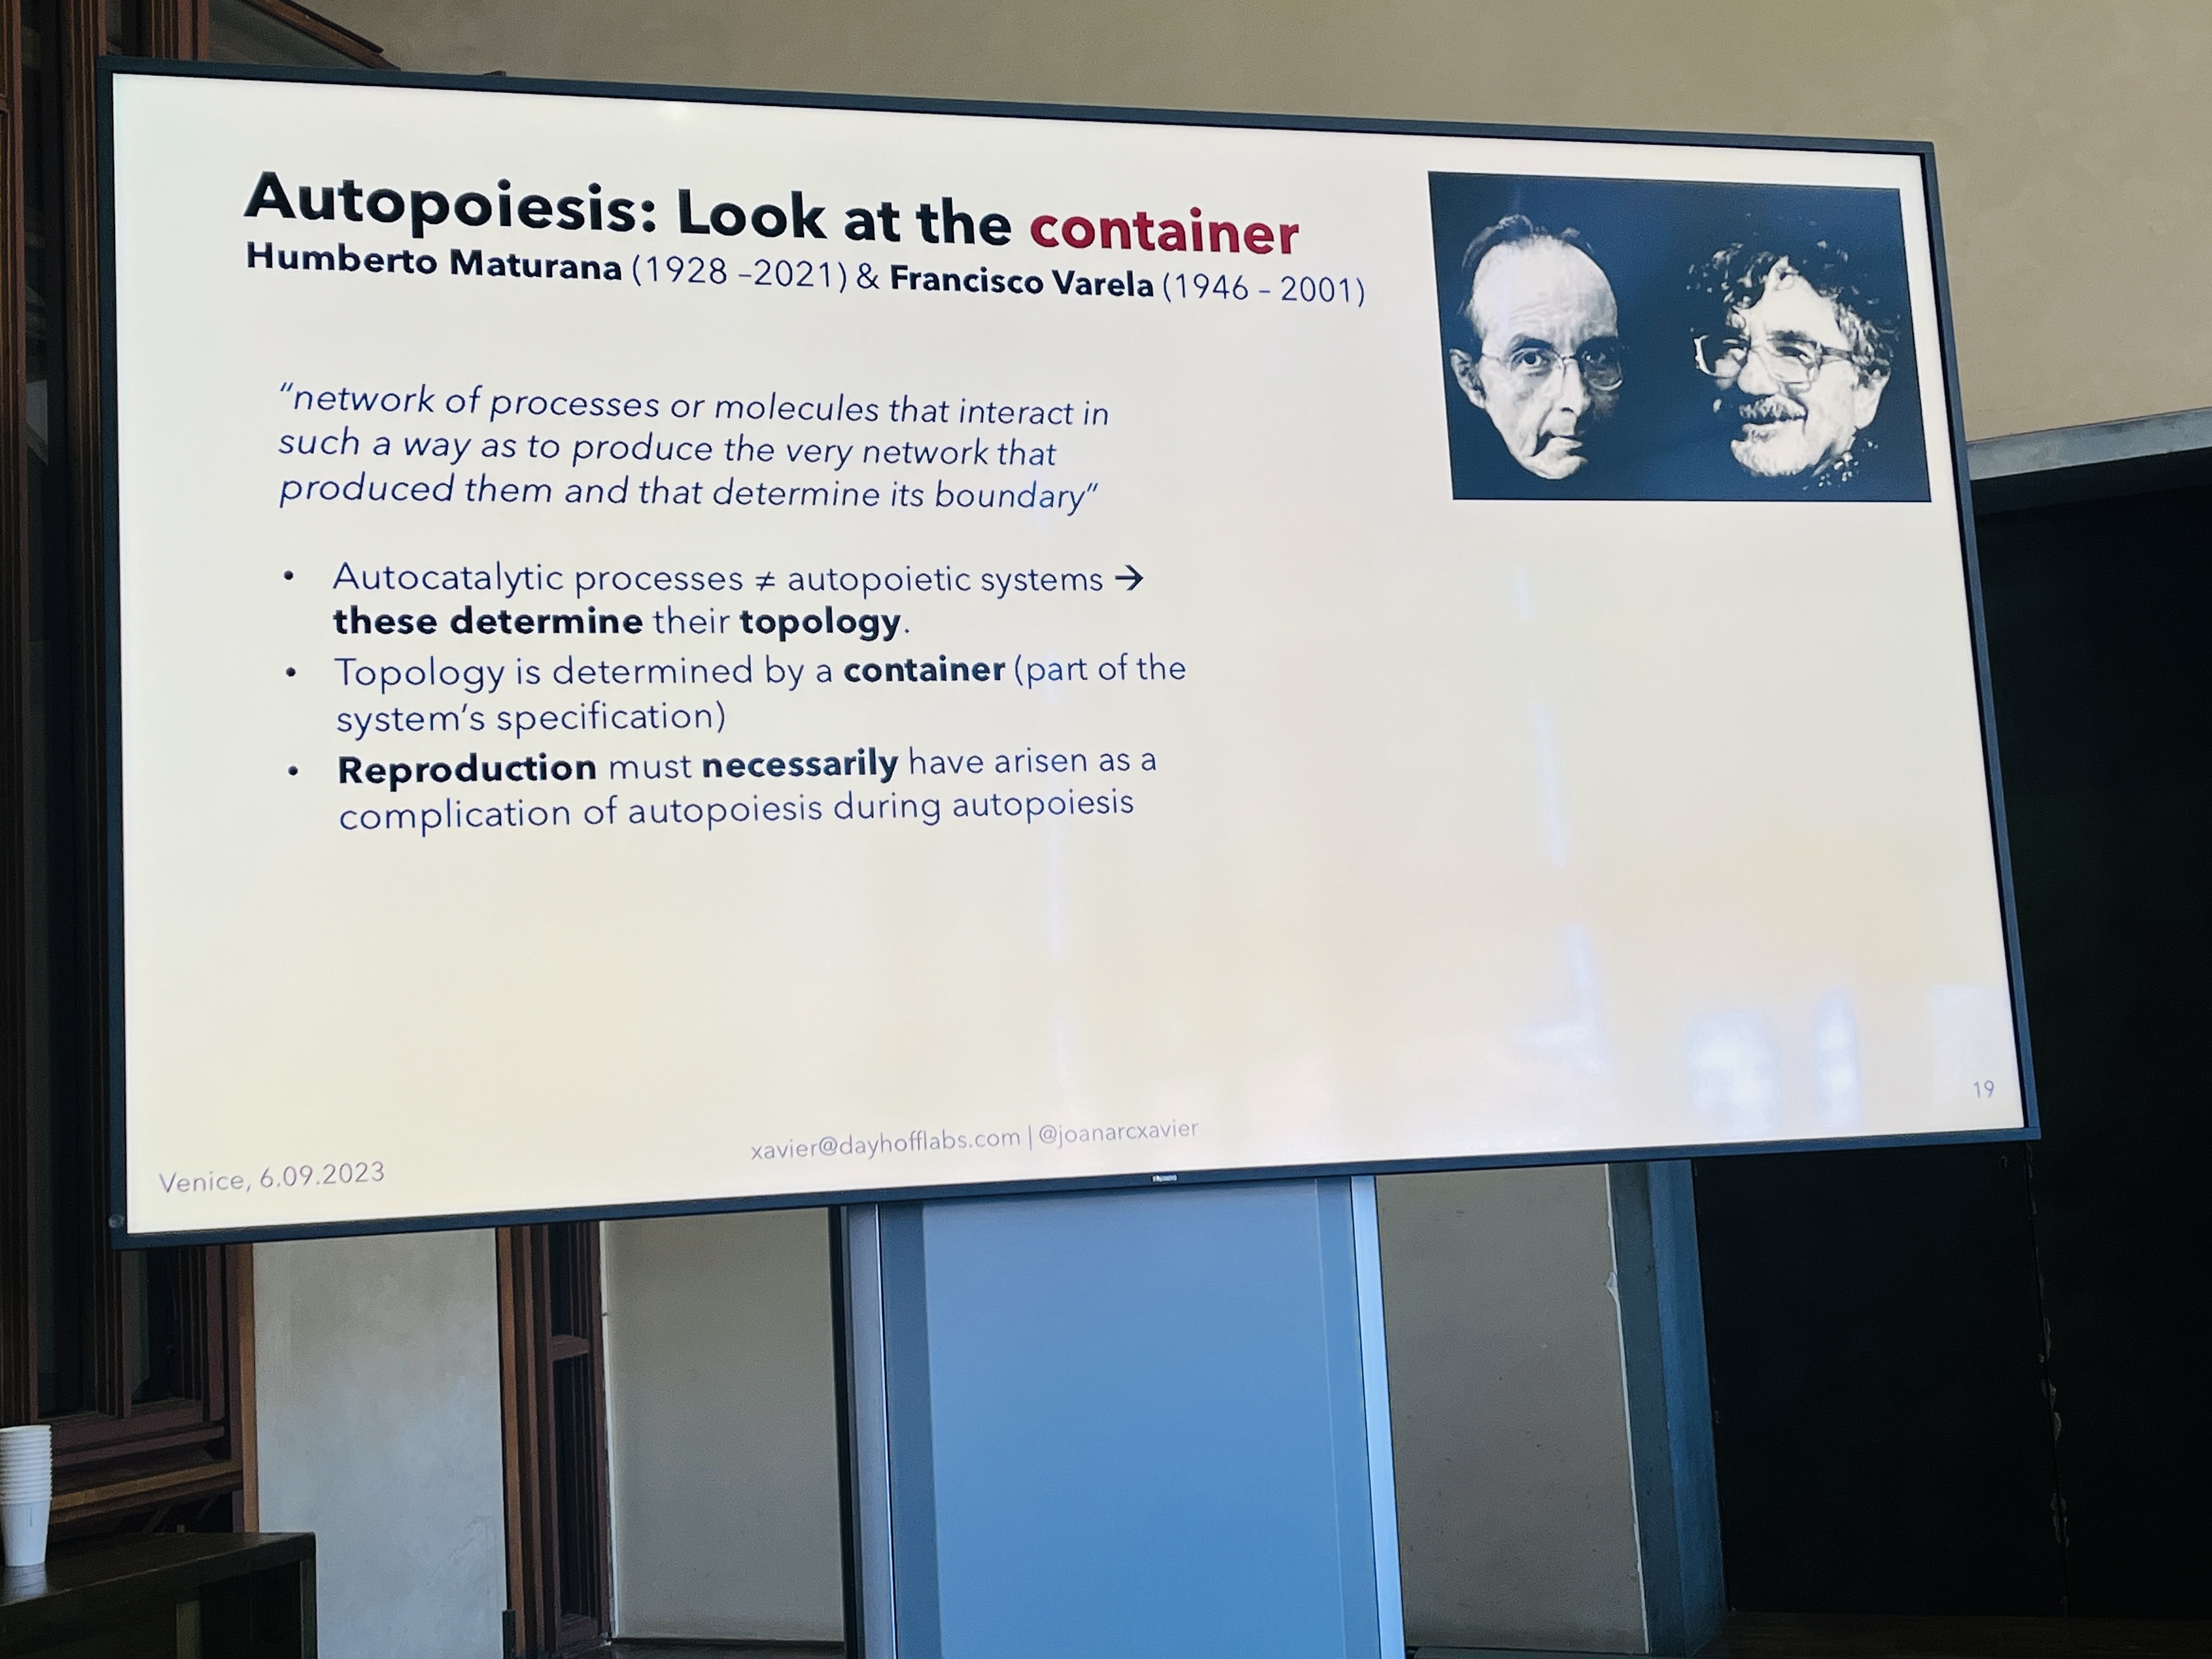 Autopoiesis: Look at the container
Humberto Maturana (1928 –2021) & Francisco Varela (1946 – 2001)
“network of processes or molecules that interact in
such a way as to produce the very network that
produced them and that determine its boundary”
• Autocatalytic processes ≠ autopoietic systems →
these determine their topology.
• Topology is determined by a container (part of the
system’s specification)
• Reproduction must necessarily have arisen as a
complication of autopoiesis during autopoiesis
19
xavier@dayhofflabs.com | @joanarcxavier
Venice, 6.09.2023